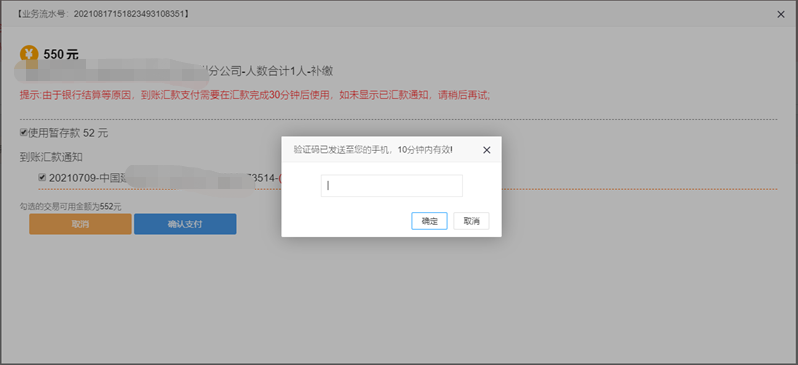 【业务流水号：20210817151823493108351】
550 元
分公司-人数合计1人-补缴
提示:由于银行结算等原因，到账汇款支付需要在汇款完成30分钟后使用，如未显示已汇款通知，请稍后再试;
使用暂存款 52 元
到账汇款通知
20210709-中国 3514-(
勾选的交易可用金额为552元
取消 确认支付
验证码已发送至您的手机，10分钟内有效!
确定 取消